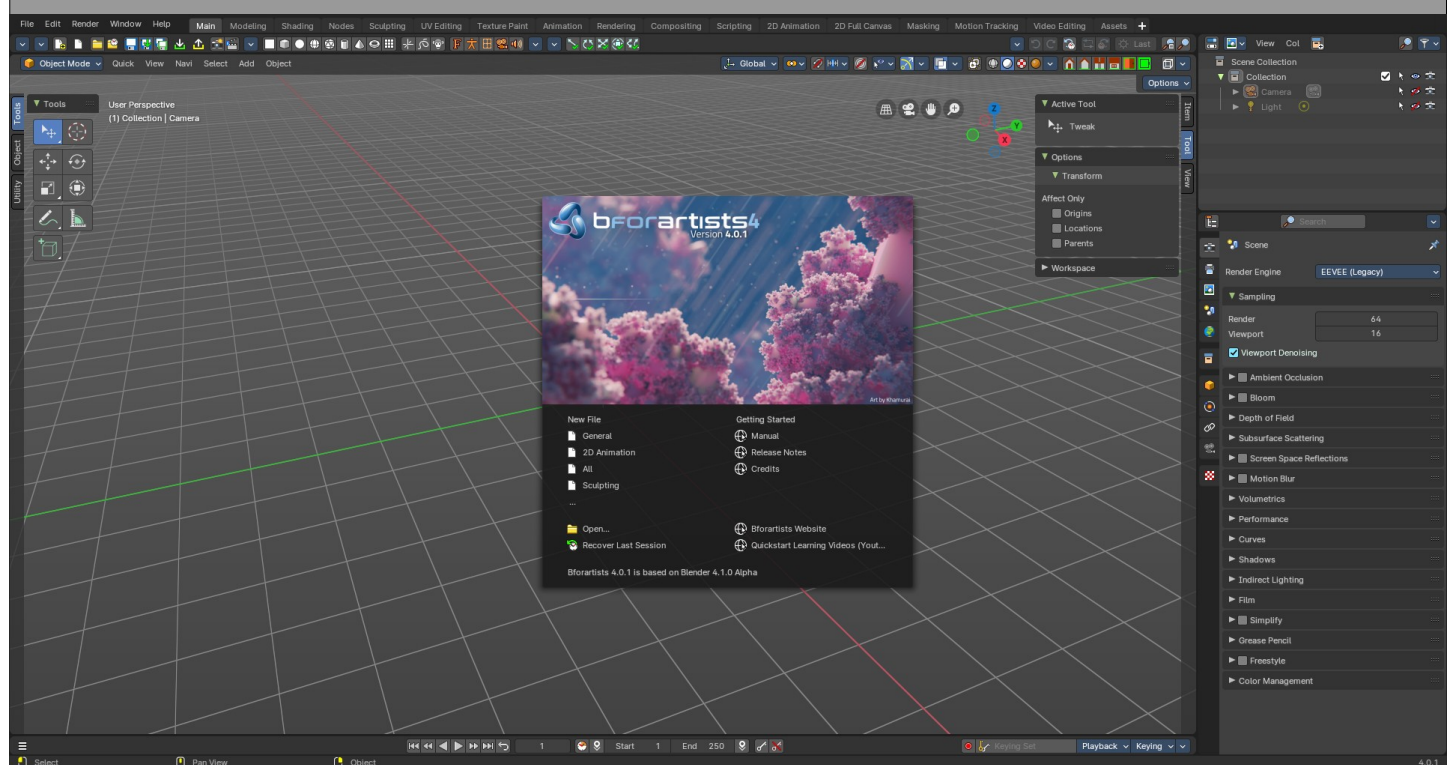 File Edit Render Window Help Main Modeling Shading Nodes Sculpting UV Editing Texture Paint Animation Rendering Compositing Scripting 2D Animation 2D Full Canvas Masking Motion Tracking Video Editing Assets
Last
View Col
Object Mode Quick View Navi Select Add Object
Global
Options
Scene Collection
Collection
Camera
Light
Tools
Object
Utility
Tools
User Perspective
(1) Collection | Camera
Z
Y
X
Active Tool
Tweak
Options
Transform
Affect Only
Origins
Locations
Parents
Workspace
Item
Tool
View
bforartists4
Version 4.0.1
Art by Khamurai
New File
General
2D Animation
All
Sculpting
...
Open...
Recover Last Session
Getting Started
Manual
Release Notes
Credits
Bforartists Website
Quickstart Learning Videos (Yout...
Bforartists 4.0.1 is based on Blender 4.1.0 Alpha
Search
Scene
Render Engine EEVEE (Legacy)
Sampling
Render 64
Viewport 16
Viewport Denoising
Ambient Occlusion
Bloom
Depth of Field
Subsurface Scattering
Screen Space Reflections
Motion Blur
Volumetrics
Performance
Curves
Shadows
Indirect Lighting
Film
Simplify
Grease Pencil
Freestyle
Color Management
1 Start 1 End 250 Keying Set Playback Keying
Select Pan View Object 4.0.1